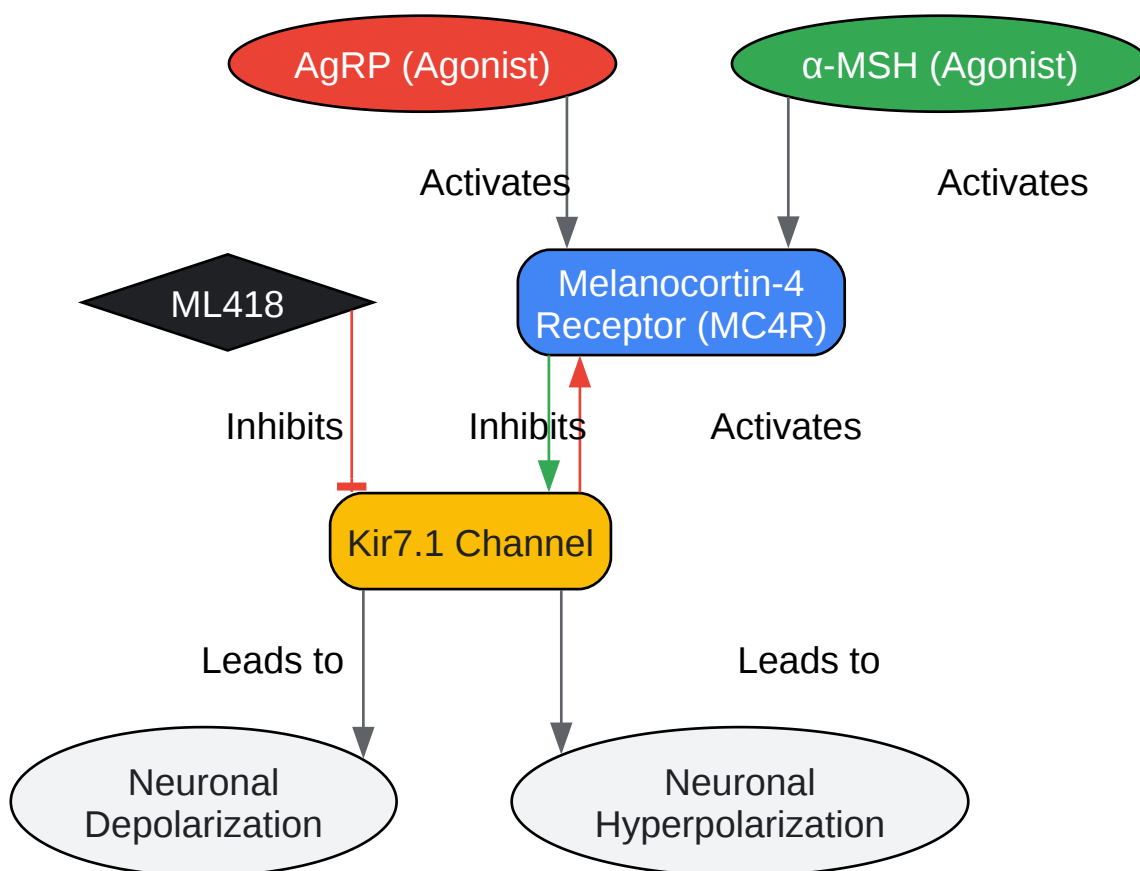 AgRP (Agonist)
α-MSH (Agonist)
Activates
Activates
Melanocortin-4
Receptor (MC4R)
ML418
Inhibits
Inhibits
Activates
Kir7.1 Channel
Leads to
Leads to
Neuronal
Depolarization
Neuronal
Hyperpolarization